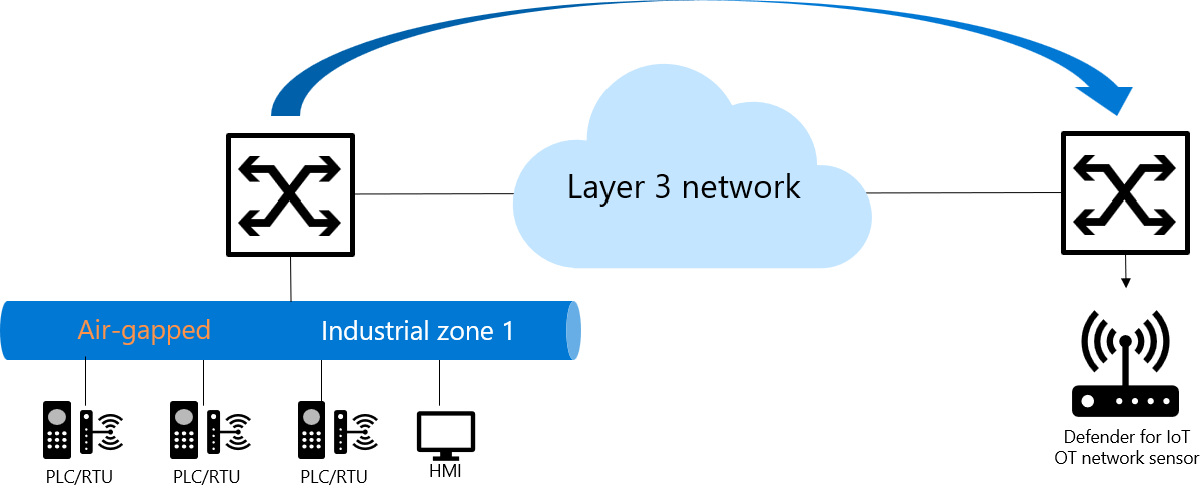 Layer 3 network
Air-gapped
Industrial zone 1
PLC/RTU
PLC/RTU
PLC/RTU
HMI
Defender for IoT
OT network sensor